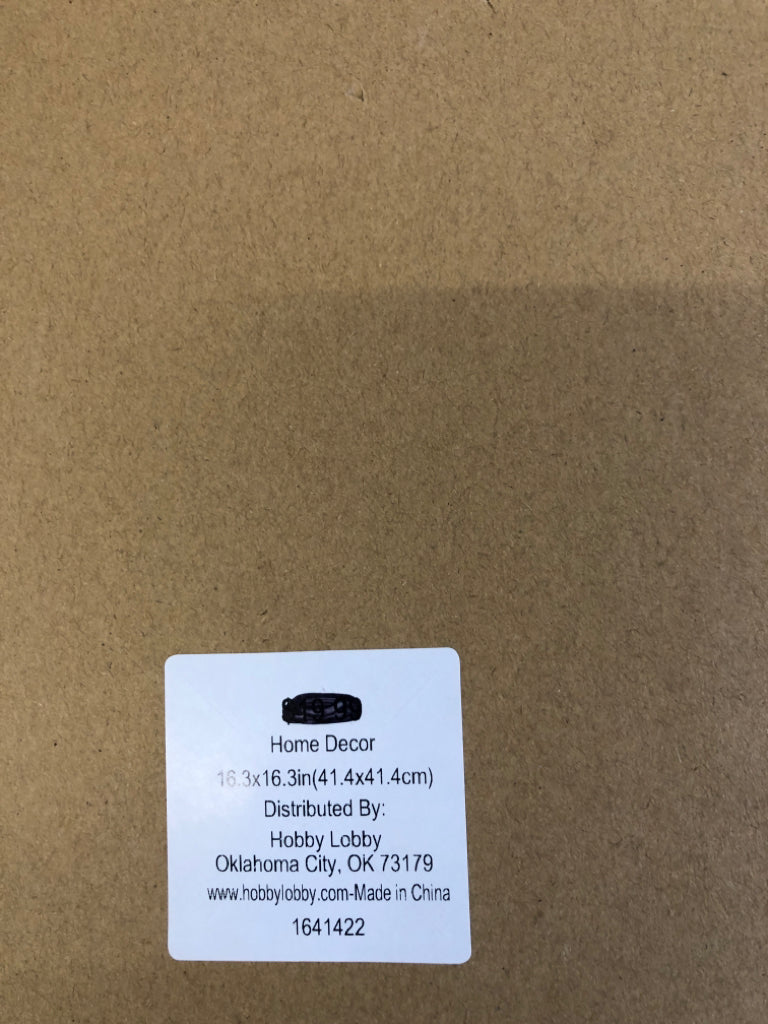 Home Decor
16.3x16.3in(41.4x41.4cm)
Distributed By:
Hobby Lobby
Oklahoma City, OK 73179
www.hobbylobby.com-Made in China
1641422